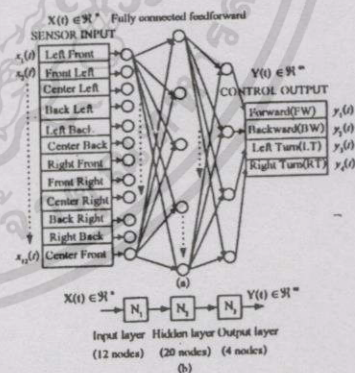 X(t) ∈ ℜⁿ Fully connected feedforward
SENSOR INPUT
Y(t) ∈ ℜᵐ
CONTROL OUTPUT
x₁(t) Left Front
x₂(t) Front Left
Center Left
Back Left
Left Back
Center Back
Right Front
Front Right
Center Right
Back Right
Right Back
x₁₂(t) Center Front
Forward(FW) y₁(t)
Backward(BW) y₂(t)
Left Turn(LT) y₃(t)
Right Turn(RT) y₄(t)
(a)
X(t) ∈ ℜⁿ N₁ N₂ N₃ Y(t) ∈ ℜᵐ
Input layer Hidden layer Output layer
(12 nodes) (20 nodes) (4 nodes)
(b)